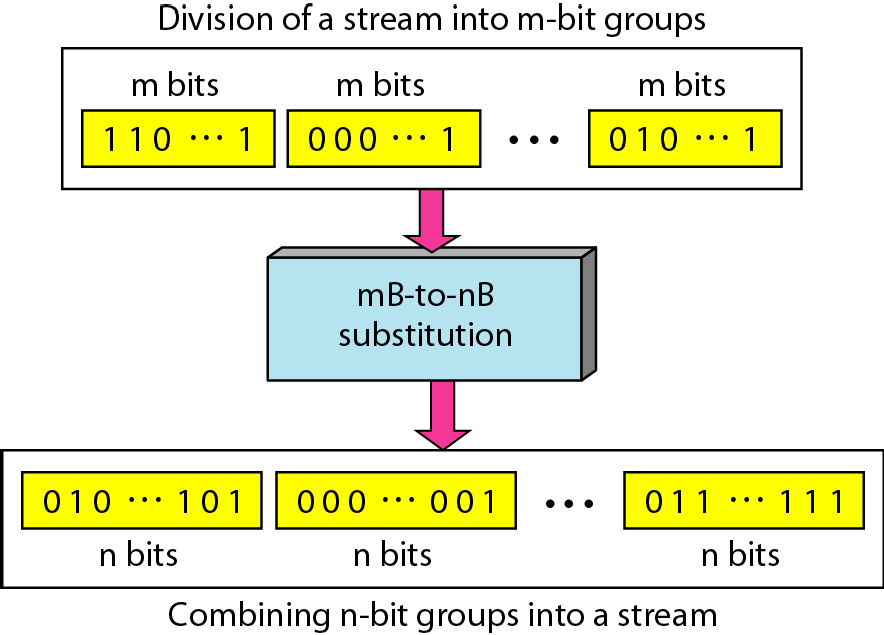 Division of a stream into m-bit groups
m bits m bits m bits
1 1 0 ··· 1 0 0 0 ··· 1 ••• 0 1 0 ··· 1
mB-to-nB
substitution
0 1 0 ··· 1 0 1 0 0 0 ··· 0 0 1 ••• 0 1 1 ··· 1 1 1
n bits n bits n bits
Combining n-bit groups into a stream